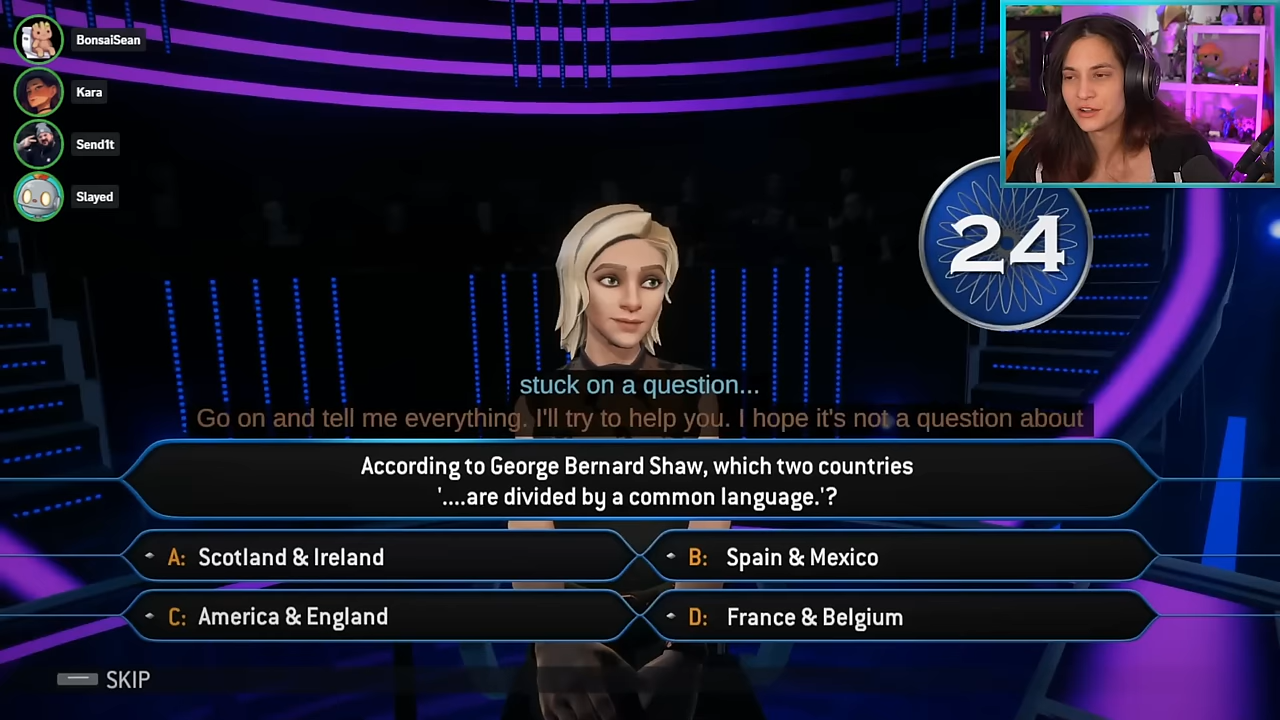 BonsaiSean
Kara
Send1t
Slayed
24
stuck on a question...
Go on and tell me everything. I'll try to help you. I hope it's not a question about
According to George Bernard Shaw, which two countries
'....are divided by a common language.'?
A: Scotland & Ireland
B: Spain & Mexico
C: America & England
D: France & Belgium
SKIP